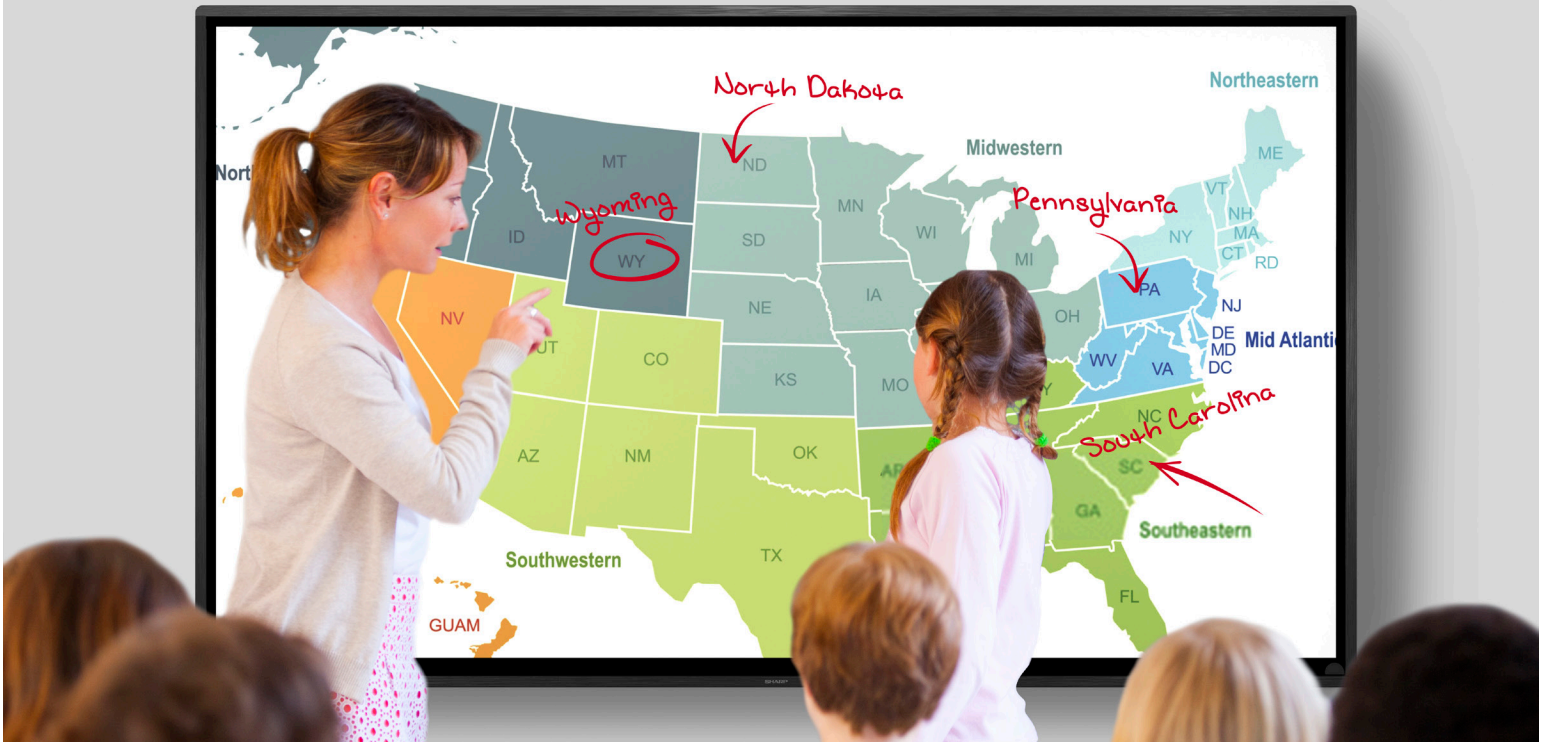 North Dakota
Northeastern
Midwestern
ME
MT
ND
Nort
Pennsylvania
VT
MN
Wyoming
NH
WI
NY
MA
ID
SD
CT
WY
MI
RD
PA
NE
IA
NJ
NV
OH
DE
Mid Atlanti
UT
MD
CO
WV
VA
DC
KS
MO
Y
NC
South Carolina
OK
AZ
NM
AR
SC
GA
Southeastern
Southwestern
TX
FL
GUAM
SHARP